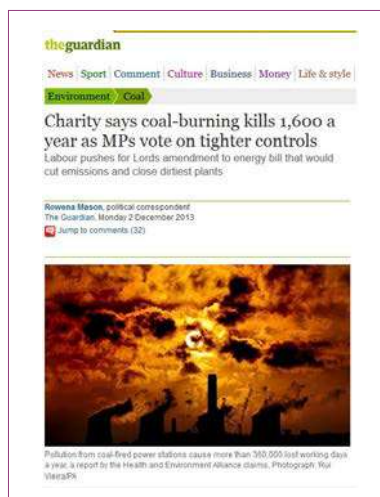 theguardian
News Sport Comment Culture Business Money Life & style
Environment Coal
Charity says coal-burning kills 1,600 a
year as MPs vote on tighter controls
Labour pushes for Lords amendment to energy bill that would
cut emissions and close dirtiest plants
Rowena Mason, political correspondent
The Guardian, Monday 2 December 2013
Jump to comments (32)
Pollution from coal-fired power stations cause more than 360,000 lost working days
a year, a report by the Health and Environment Alliance claims. Photograph: Rui
Vieira/PA